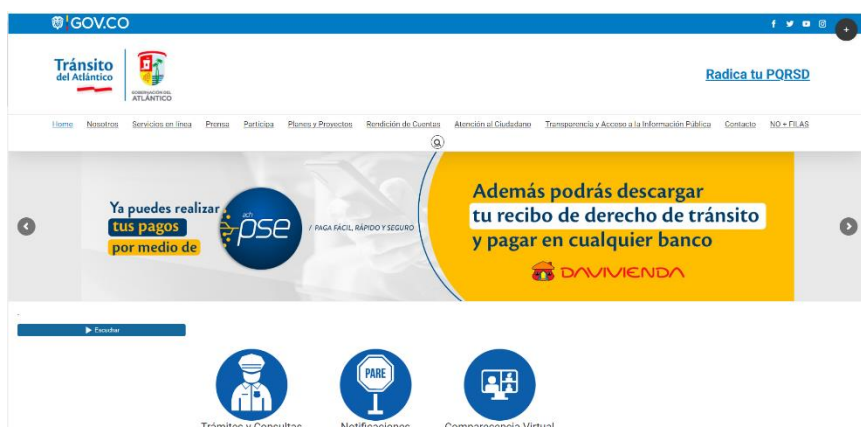 GOV.CO
Tránsito
del Atlántico
GOBERNACIÓN DEL
ATLÁNTICO
Radica tu PQRSD
Home Nosotros Servicios en línea Prensa Participa Planes y Proyectos Rendición de Cuentas Atención al Ciudadano Transparencia y Acceso a la Información Pública Contacto NO + FILAS
Ya puedes realizar
tus pagos
por medio de
ach
pse
/ PAGA FÁCIL, RÁPIDO Y SEGURO
Además podrás descargar
tu recibo de derecho de tránsito
y pagar en cualquier banco
DAVIVIENDA
Escuchar
PARE
Trámites y Consultas Notificaciones Comparecencia Virtual